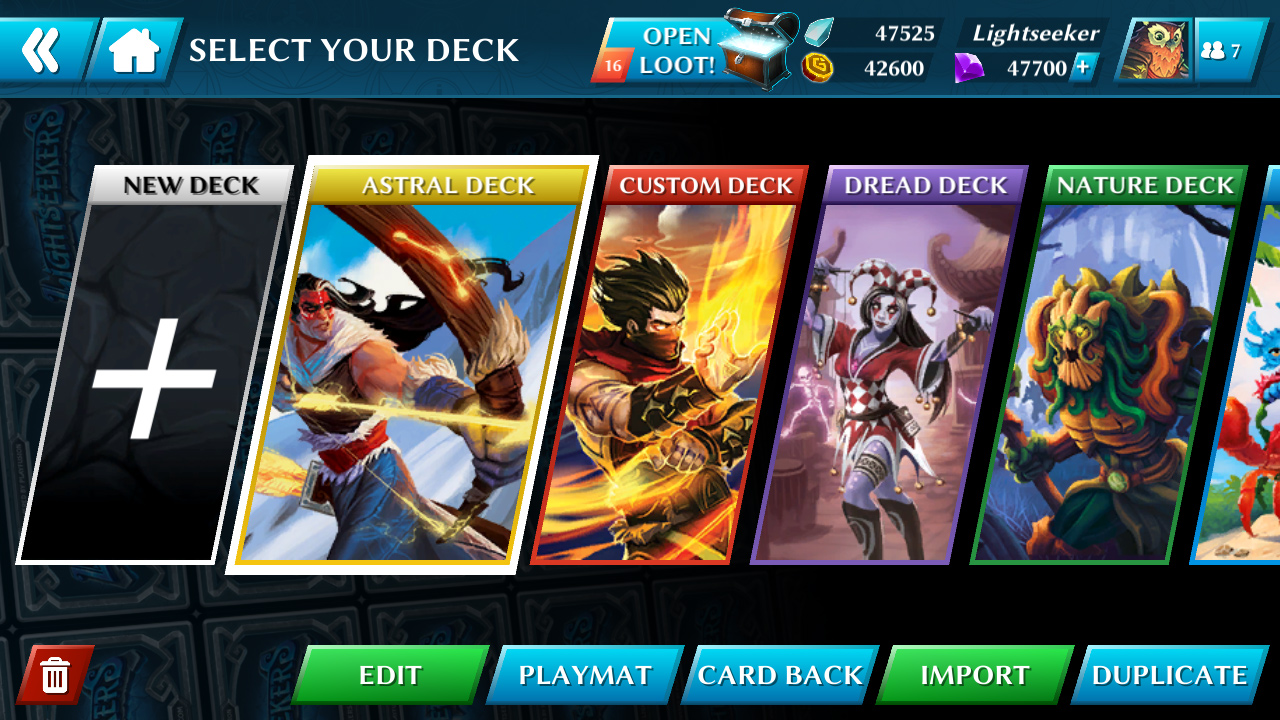 SELECT YOUR DECK
OPEN
LOOT!
16
47525
42600
Lightseeker
47700 +
7
NEW DECK
ASTRAL DECK
CUSTOM DECK
DREAD DECK
NATURE DECK
LIGHTSEEKERS
EDIT
PLAYMAT
CARD BACK
IMPORT
DUPLICATE